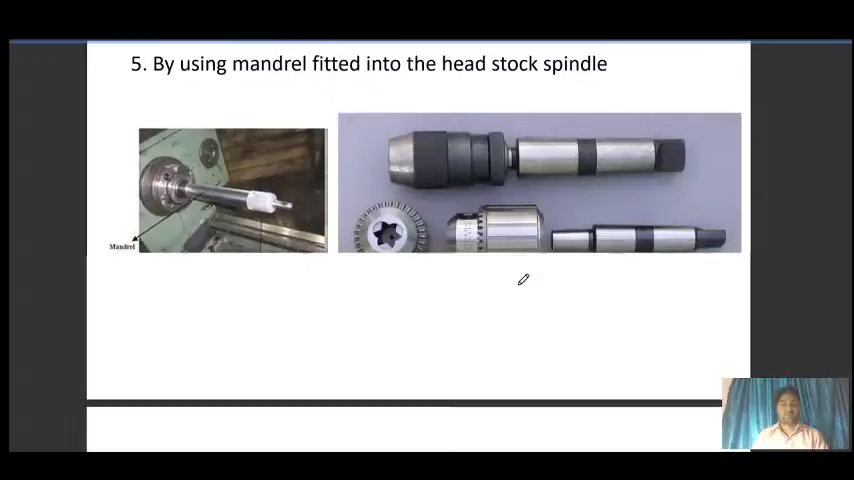 5. By using mandrel fitted into the head stock spindle
Mandrel